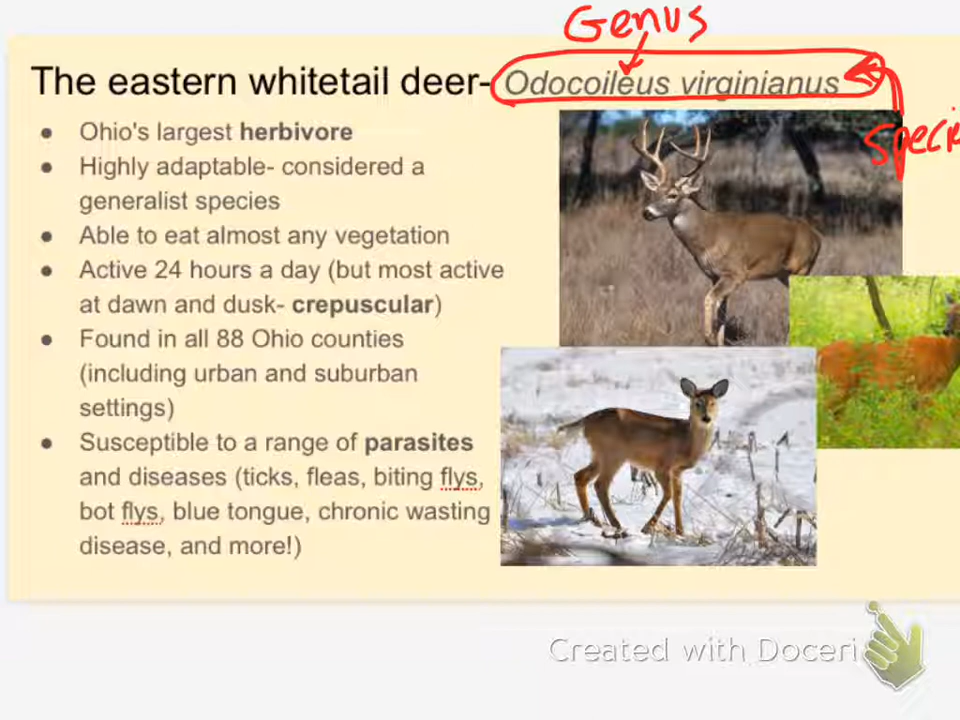 Genus
The eastern whitetail deer- Odocoileus virginianus
Speci
● Ohio's largest herbivore
● Highly adaptable- considered a
generalist species
● Able to eat almost any vegetation
● Active 24 hours a day (but most active
at dawn and dusk- crepuscular)
● Found in all 88 Ohio counties
(including urban and suburban
settings)
● Susceptible to a range of parasites
and diseases (ticks, fleas, biting flys,
bot flys, blue tongue, chronic wasting
disease, and more!)
Created with Doceri